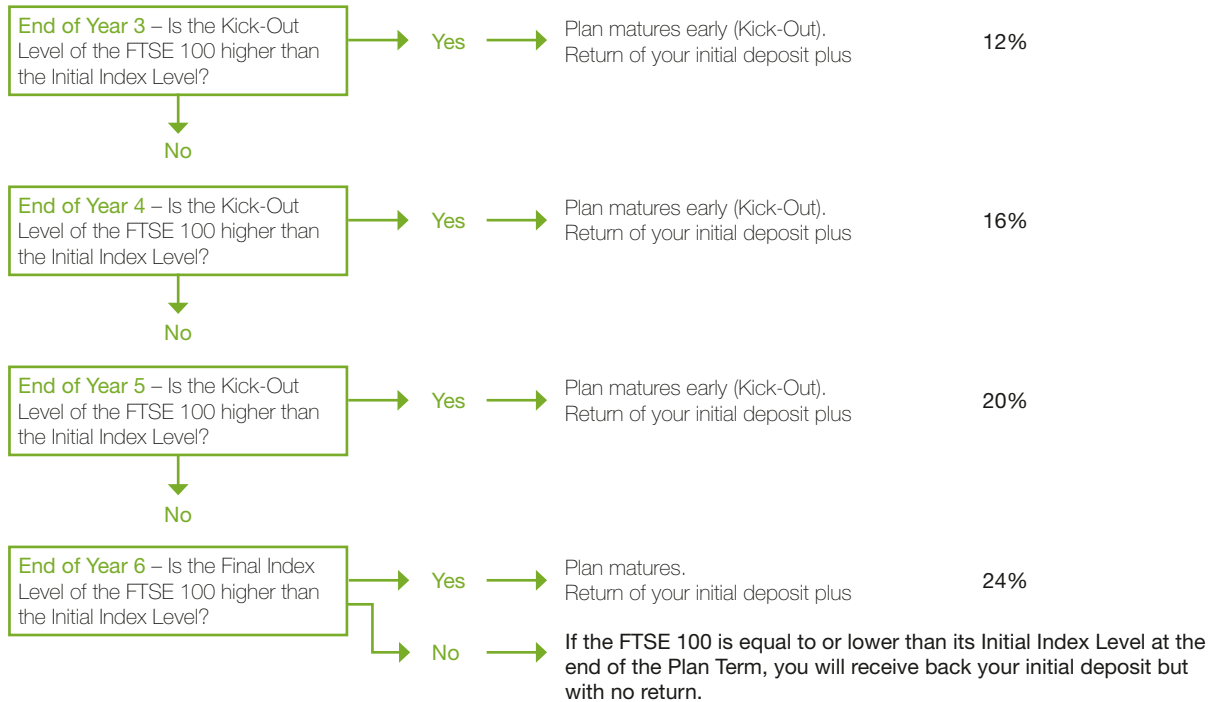 End of Year 3 – Is the Kick-Out
Level of the FTSE 100 higher than
the Initial Index Level?
Yes
Plan matures early (Kick-Out).
Return of your initial deposit plus
12%
No
End of Year 4 – Is the Kick-Out
Level of the FTSE 100 higher than
the Initial Index Level?
Yes
Plan matures early (Kick-Out).
Return of your initial deposit plus
16%
No
End of Year 5 – Is the Kick-Out
Level of the FTSE 100 higher than
the Initial Index Level?
Yes
Plan matures early (Kick-Out).
Return of your initial deposit plus
20%
No
End of Year 6 – Is the Final Index
Level of the FTSE 100 higher than
the Initial Index Level?
Yes
Plan matures.
Return of your initial deposit plus
24%
No
If the FTSE 100 is equal to or lower than its Initial Index Level at the
end of the Plan Term, you will receive back your initial deposit but
with no return.